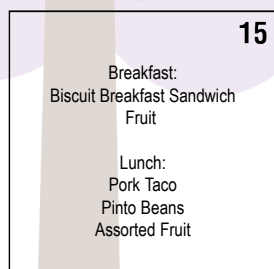 15
Breakfast:
Biscuit Breakfast Sandwich
Fruit
Lunch:
Pork Taco
Pinto Beans
Assorted Fruit